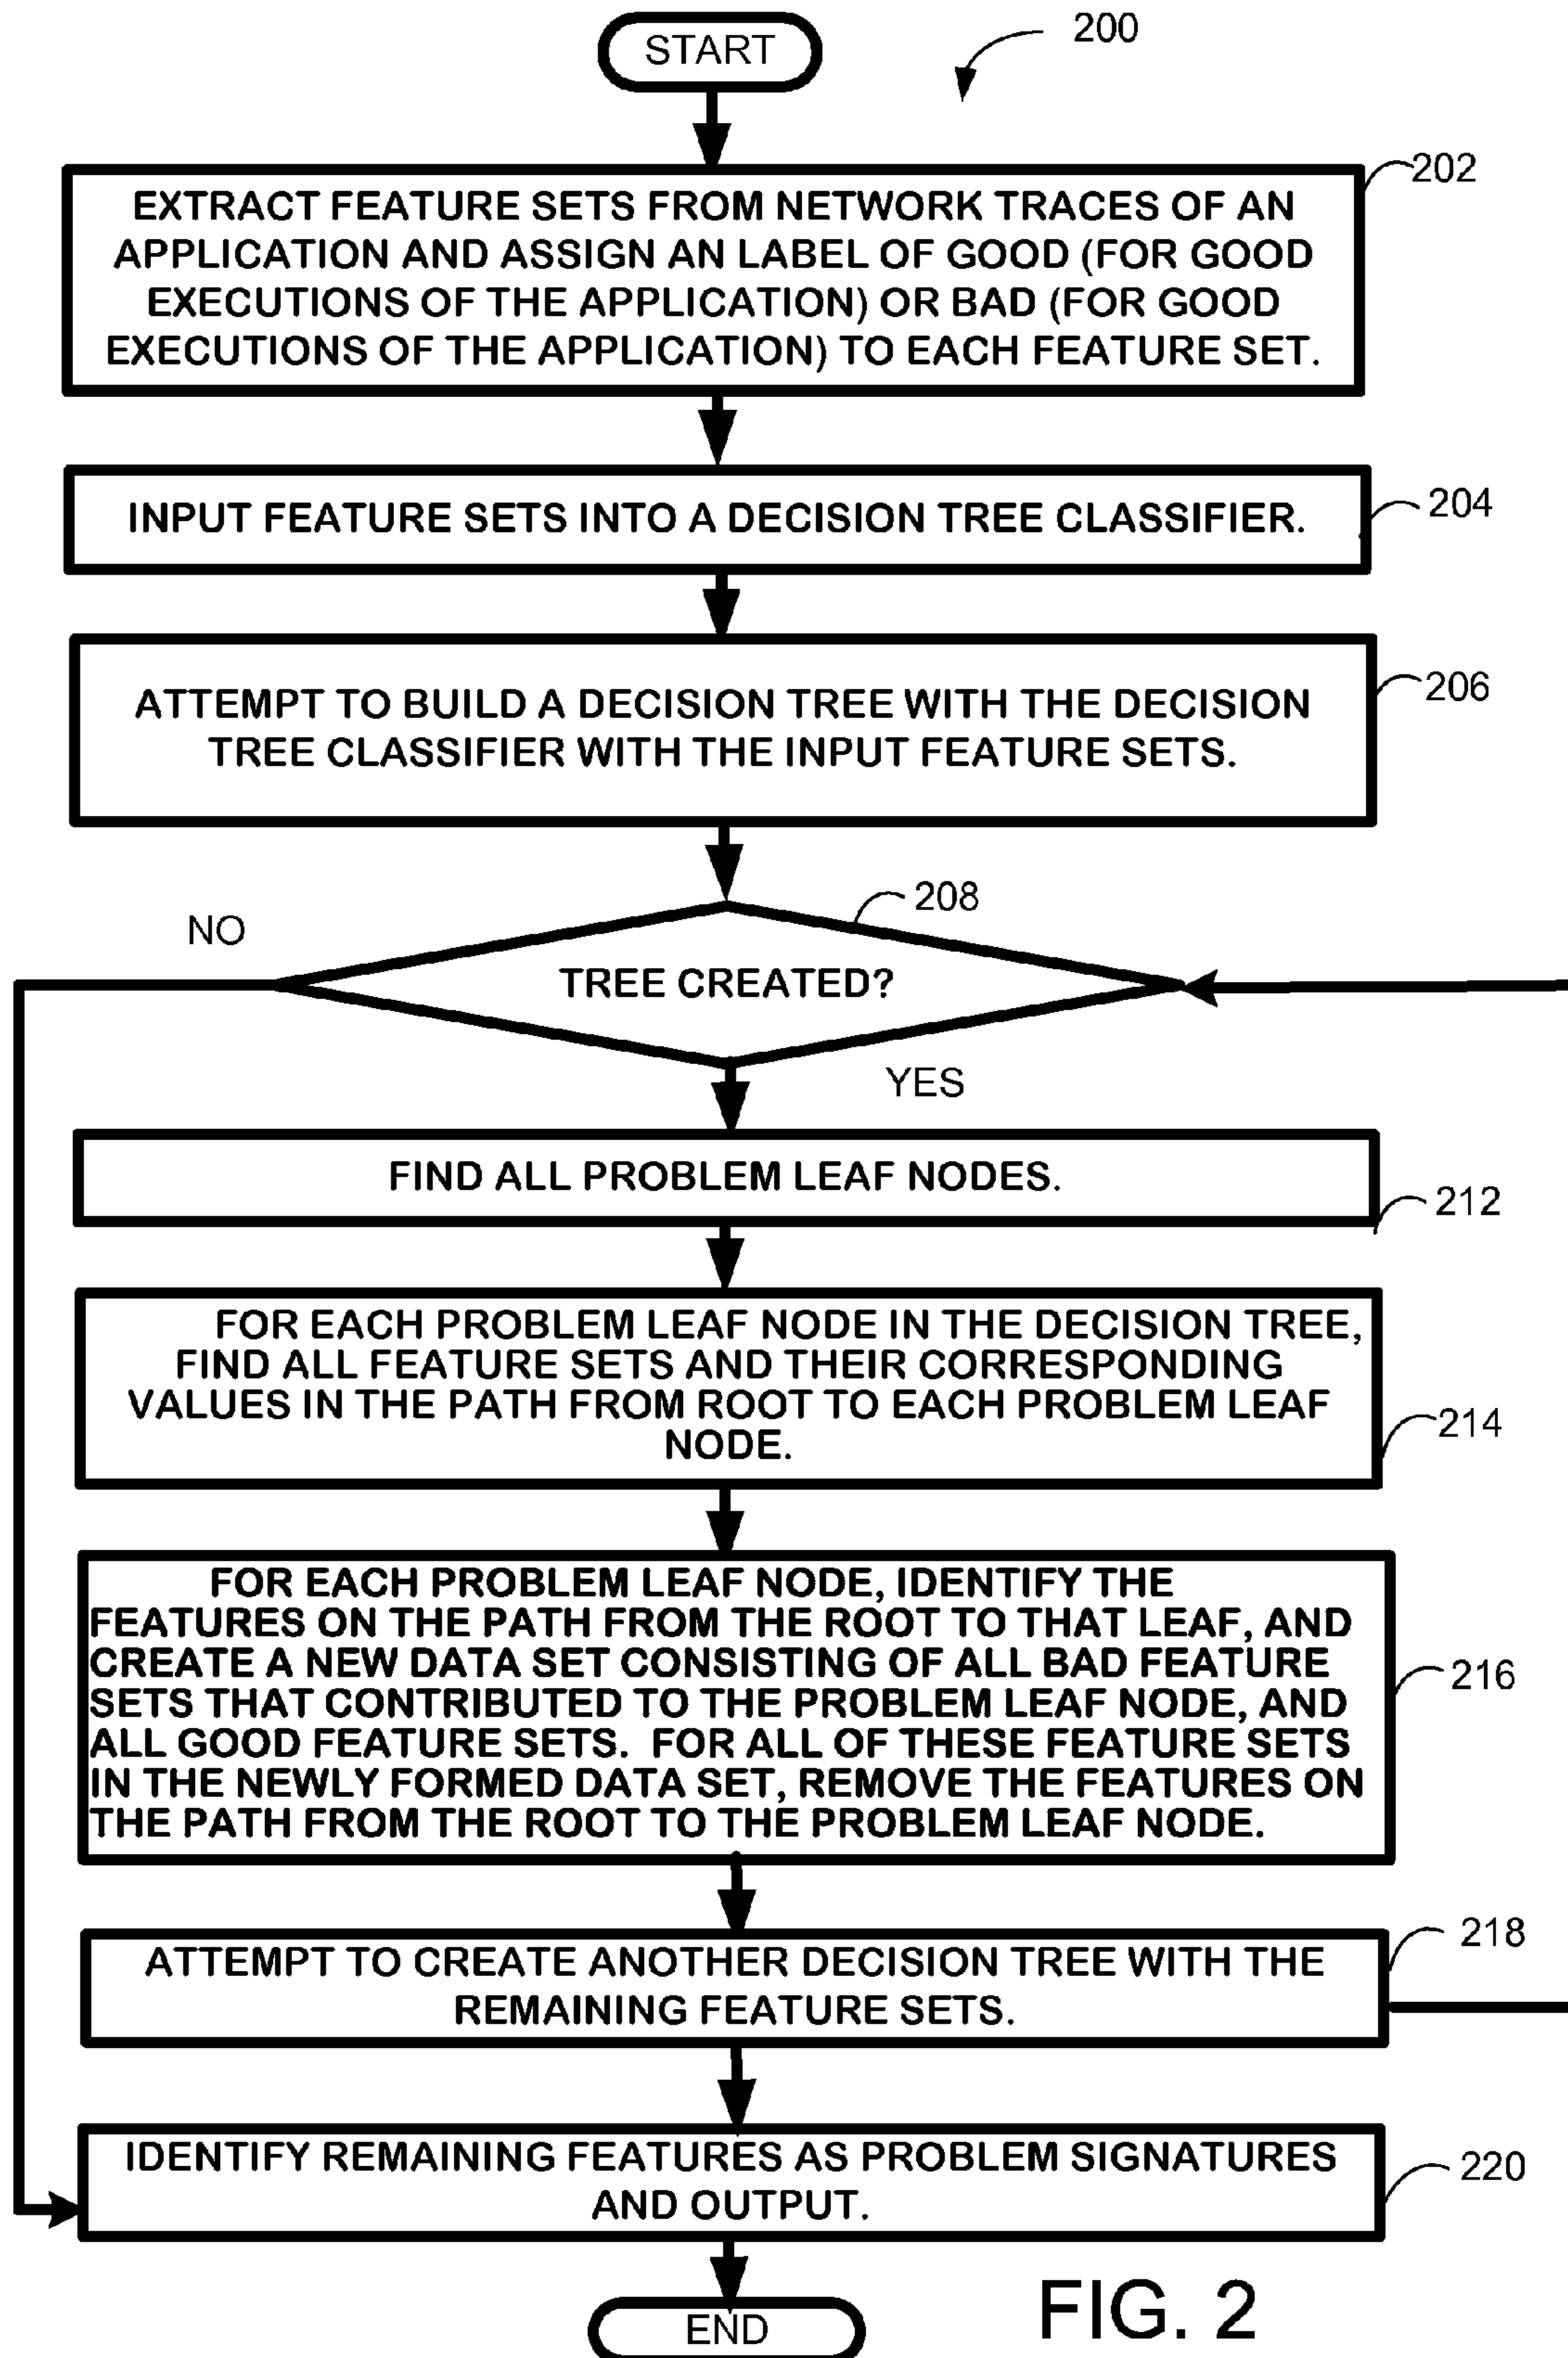 START
200
202
EXTRACT FEATURE SETS FROM NETWORK TRACES OF AN
APPLICATION AND ASSIGN AN LABEL OF GOOD (FOR GOOD
EXECUTIONS OF THE APPLICATION) OR BAD (FOR GOOD
EXECUTIONS OF THE APPLICATION) TO EACH FEATURE SET.
204
INPUT FEATURE SETS INTO A DECISION TREE CLASSIFIER.
206
ATTEMPT TO BUILD A DECISION TREE WITH THE DECISION
TREE CLASSIFIER WITH THE INPUT FEATURE SETS.
208
NO
TREE CREATED?
YES
FIND ALL PROBLEM LEAF NODES.
212
FOR EACH PROBLEM LEAF NODE IN THE DECISION TREE,
FIND ALL FEATURE SETS AND THEIR CORRESPONDING
VALUES IN THE PATH FROM ROOT TO EACH PROBLEM LEAF
NODE.
214
FOR EACH PROBLEM LEAF NODE, IDENTIFY THE
FEATURES ON THE PATH FROM THE ROOT TO THAT LEAF, AND
CREATE A NEW DATA SET CONSISTING OF ALL BAD FEATURE
SETS THAT CONTRIBUTED TO THE PROBLEM LEAF NODE, AND
ALL GOOD FEATURE SETS. FOR ALL OF THESE FEATURE SETS
IN THE NEWLY FORMED DATA SET, REMOVE THE FEATURES ON
THE PATH FROM THE ROOT TO THE PROBLEM LEAF NODE.
216
218
ATTEMPT TO CREATE ANOTHER DECISION TREE WITH THE
REMAINING FEATURE SETS.
IDENTIFY REMAINING FEATURES AS PROBLEM SIGNATURES
AND OUTPUT.
220
END
FIG. 2